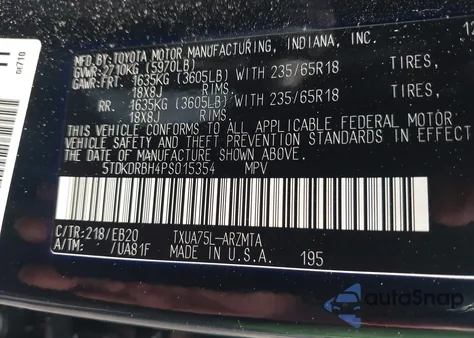 0E710
12
MFD.BY:TOYOTA MOTOR MANUFACTURING, INDIANA, INC.
GVWR:2710KG (5970LB)
GAWR:FRT. 1635KG (3605LB) WITH 235/65R18 TIRES,
18X8J RIMS.
RR. 1635KG (3605LB) WITH 235/65R18 TIRES,
18X8J RIMS.
THIS VEHICLE CONFORMS TO ALL APPLICABLE FEDERAL MOTOR
VEHICLE SAFETY AND THEFT PREVENTION STANDARDS IN EFFECT
THE DATE OF MANUFACTURE SHOWN ABOVE.
5TDKDRBH4PS015354 MPV
C/TR:218/EB20 TXUA75L-ARZMTA
A/TM: /UA81F MADE IN U.S.A. 195
autoSnap